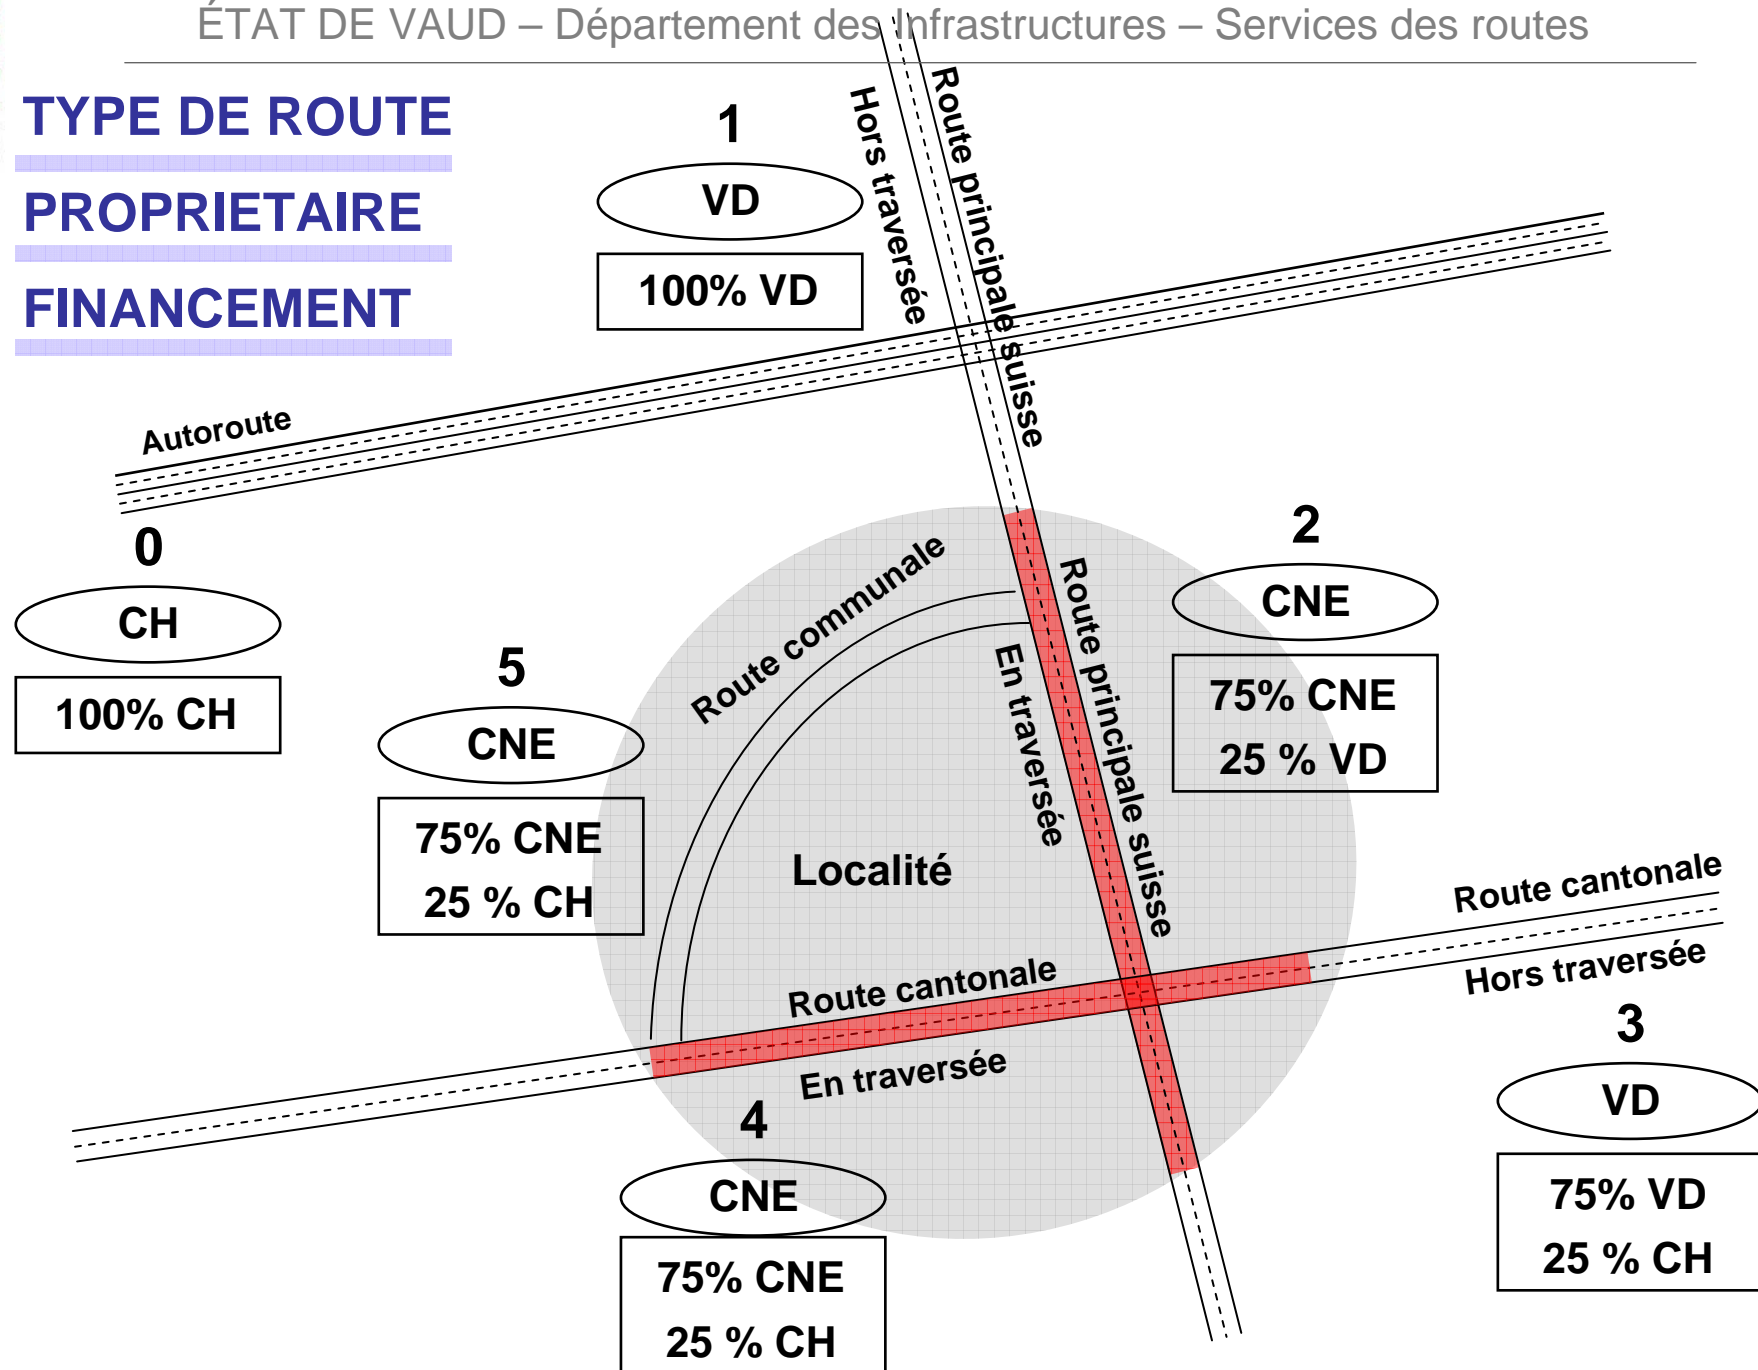 ÉTAT DE VAUD – Département des Infrastructures – Services des routes
TYPE DE ROUTE
PROPRIETAIRE
FINANCEMENT
1
VD
100% VD
Hors traversée
Route principale suisse
Autoroute
0
CH
100% CH
2
CNE
75% CNE
25 % VD
Route communale
5
CNE
75% CNE
25 % CH
En traversée
Route principale suisse
Localité
Route cantonale
Hors traversée
Route cantonale
En traversée
3
VD
75% VD
25 % CH
4
CNE
75% CNE
25 % CH